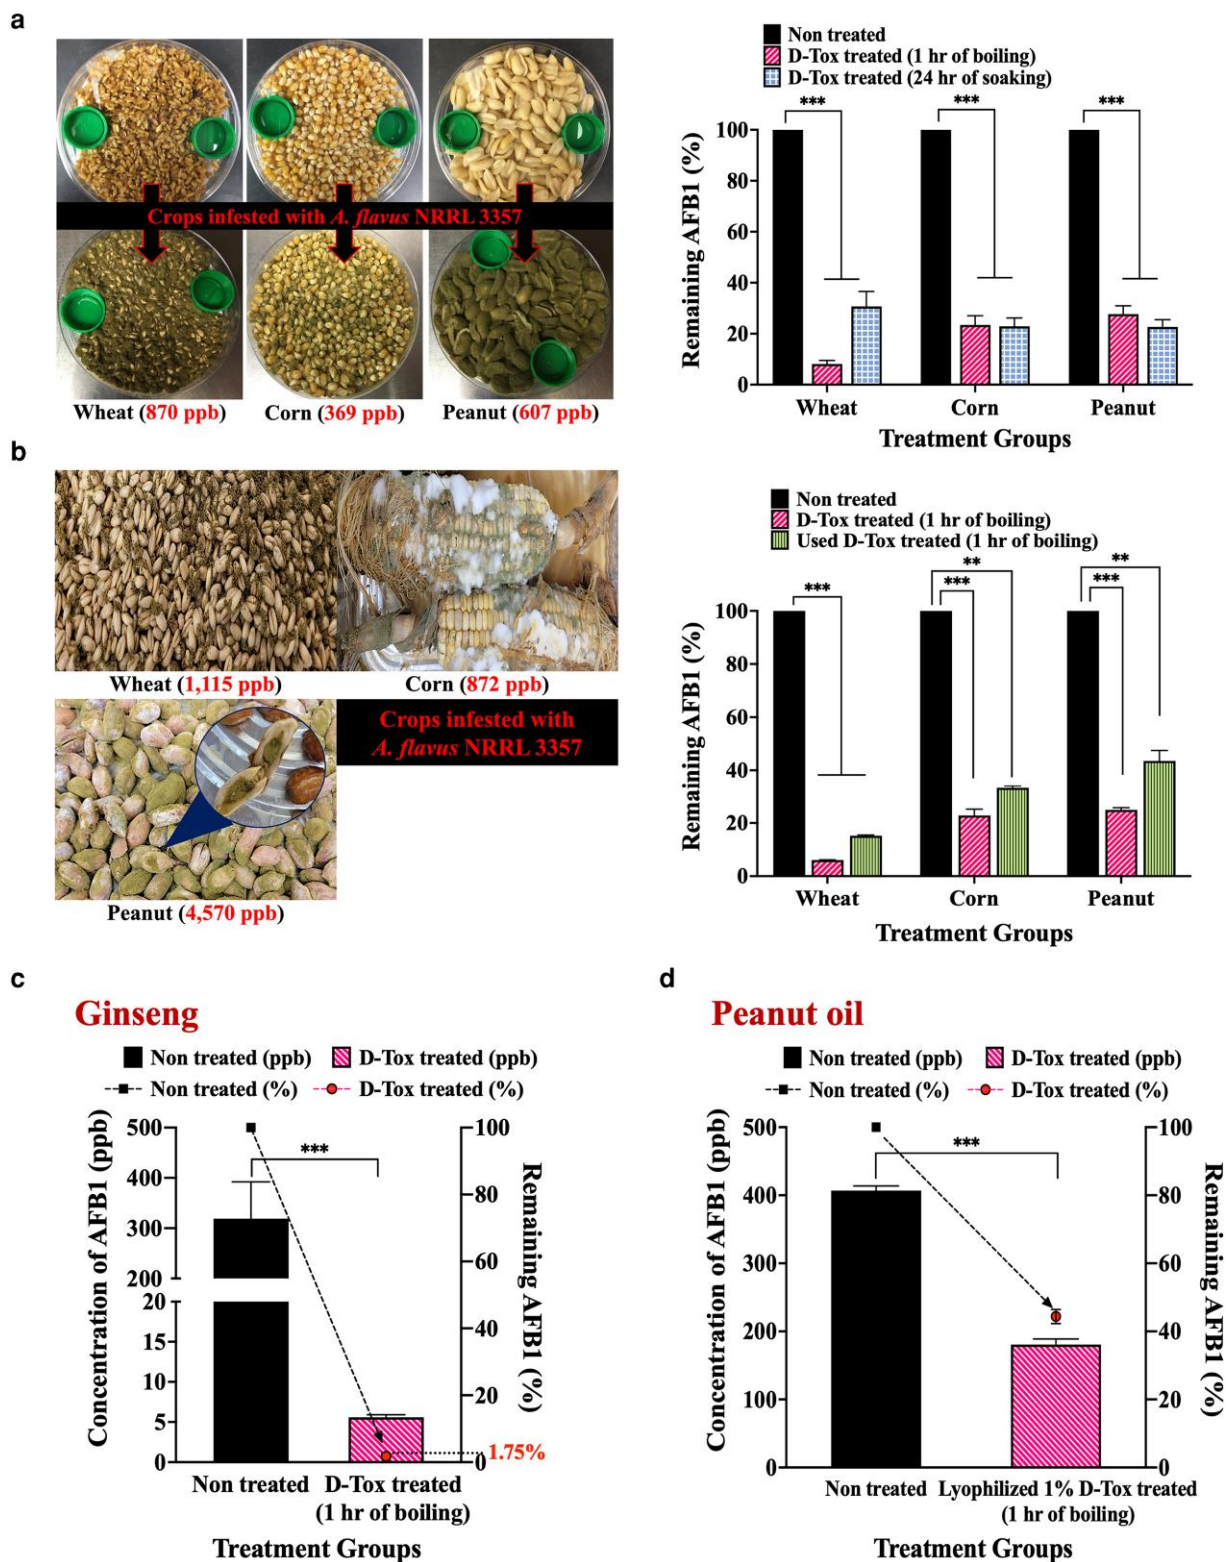 a
Crops infested with A. flavus NRRL 3357
Wheat (870 ppb)
Corn (369 ppb)
Peanut (607 ppb)
Non treated
D-Tox treated (1 hr of boiling)
D-Tox treated (24 hr of soaking)
***
***
***
Remaining AFB1 (%)
100
80
60
40
20
0
Wheat
Corn
Peanut
Treatment Groups
b
Wheat (1,115 ppb)
Corn (872 ppb)
Crops infested with
A. flavus NRRL 3357
Peanut (4,570 ppb)
Non treated
D-Tox treated (1 hr of boiling)
Used D-Tox treated (1 hr of boiling)
***
**
***
**
***
Remaining AFB1 (%)
100
80
60
40
20
0
Wheat
Corn
Peanut
Treatment Groups
c
Ginseng
Non treated (ppb)
D-Tox treated (ppb)
Non treated (%)
D-Tox treated (%)
***
Concentration of AFB1 (ppb)
500
400
300
200
20
15
10
5
0
Remaining AFB1 (%)
100
80
60
40
20
0
1.75%
Non treated
D-Tox treated
(1 hr of boiling)
Treatment Groups
d
Peanut oil
Non treated (ppb)
D-Tox treated (ppb)
Non treated (%)
D-Tox treated (%)
***
Concentration of AFB1 (ppb)
500
400
300
200
100
0
Remaining AFB1 (%)
100
80
60
40
20
0
Non treated
Lyophilized 1% D-Tox treated
(1 hr of boiling)
Treatment Groups